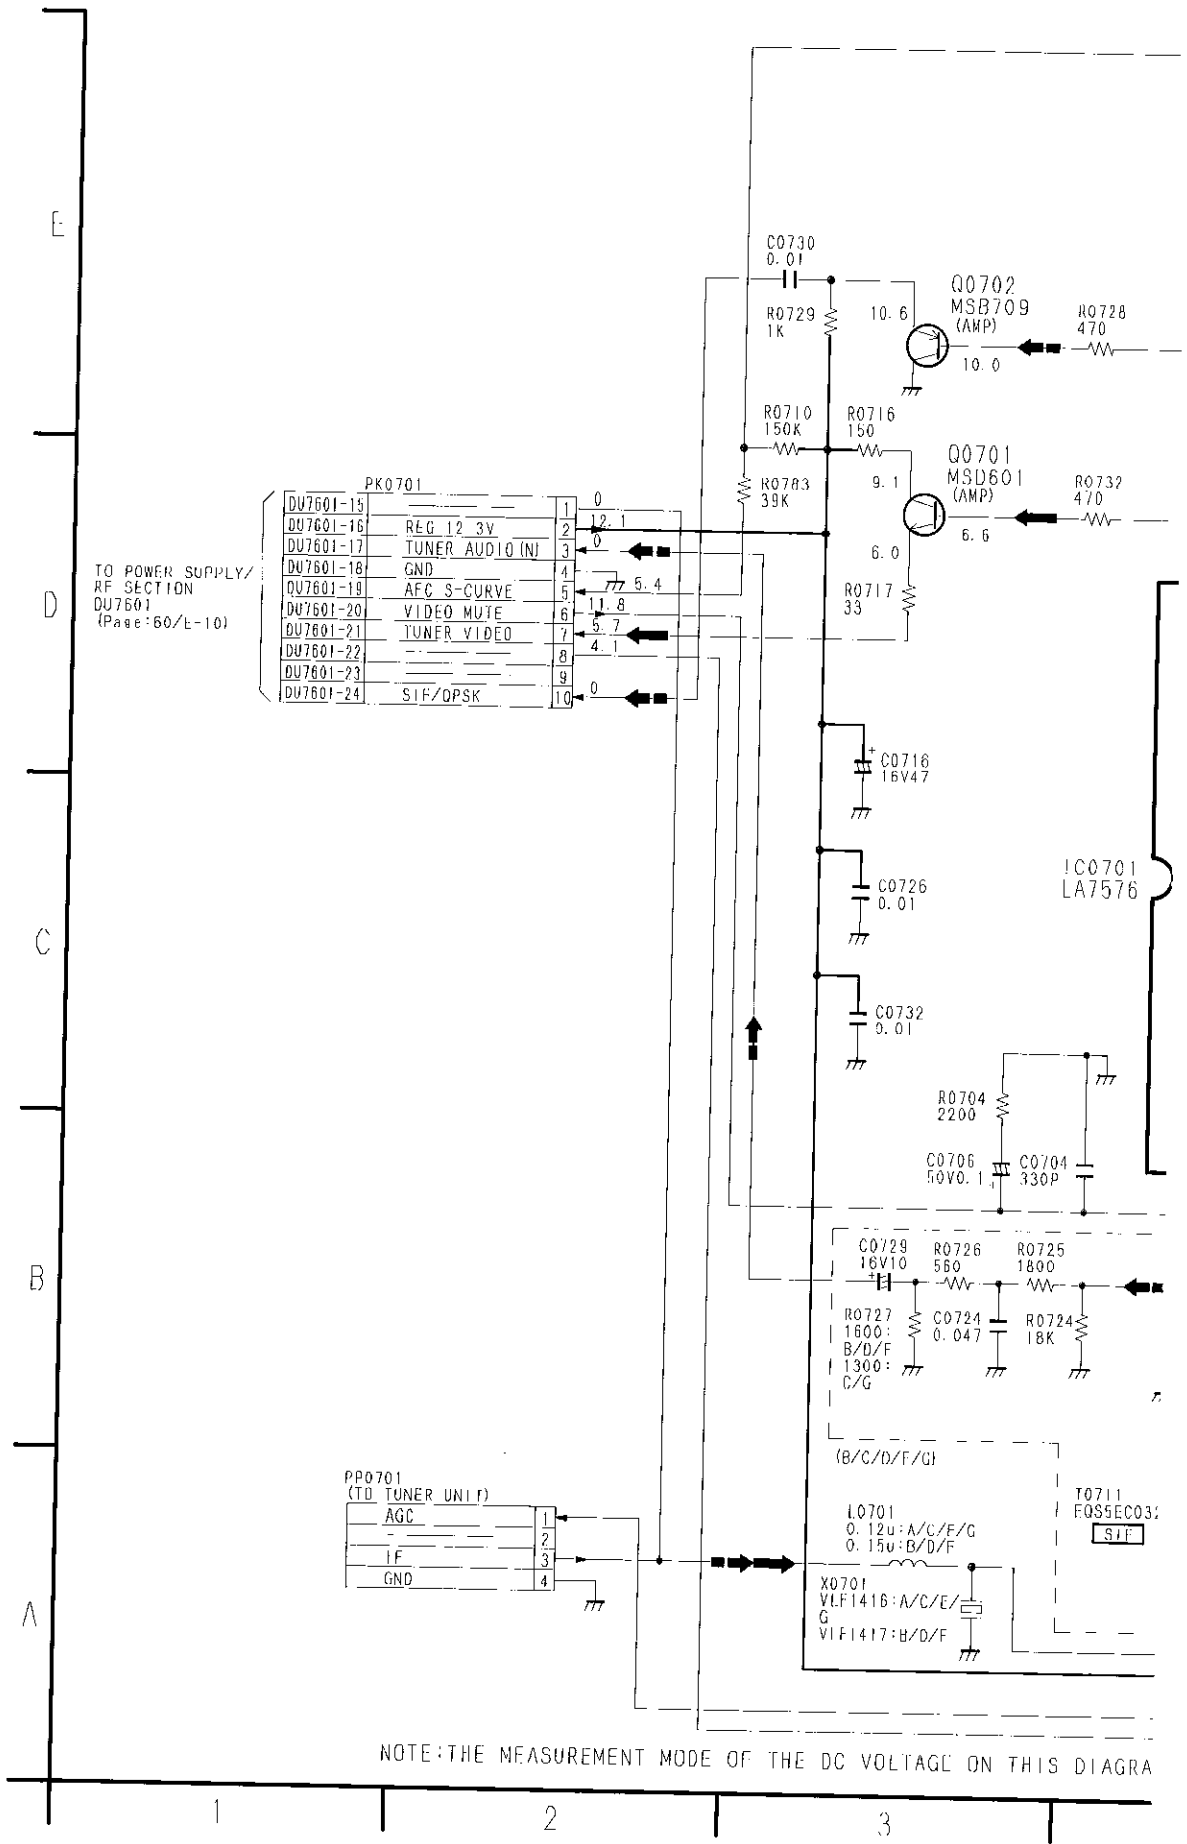 E
C0730
0.01
Q0702
MSB709
(AMP)
R0729
1K
10.6
R0728
470
10.0
R0710
150K
R0716
150
Q0701
MSD601
(AMP)
R0783
39K
9.1
R0732
470
6.6
6.0
R0717
33
PK0701
DU7601-15 1 0
DU7601-16 REG 12.3V 2 12.1
DU7601-17 TUNER AUDIO(N) 3 0
DU7601-18 GND 4
DU7601-19 AFC S-CURVE 5 5.4
DU7601-20 VIDEO MUTE 6 11.8
DU7601-21 TUNER VIDEO 7 5.7
DU7601-22 8 4.1
DU7601-23 9
DU7601-24 SIF/QPSK 10 0
TO POWER SUPPLY/
RF SECTION
DU7601
(Page:60/E-10)
D
+
C0716
16V47
IC0701
LA7576
C0726
0.01
C
C0732
0.01
R0704
2200
C0706
50V0.1
+
C0704
330P
B
C0729
16V10
+
R0726
560
R0725
1800
R0727
1600:
B/D/F
1300:
C/G
C0724
0.047
R0724
18K
(B/C/D/F/G)
PP0701
(TO TUNER UNIT)
AGC 1
2
IF 3
GND 4
L0701
0.12u:A/C/E/G
0.15u:B/D/F
T0711
EQS5EC032
SIF
X0701
VLF1416:A/C/E/
G
VLF1417:B/D/F
A
NOTE:THE MEASUREMENT MODE OF THE DC VOLTAGE ON THIS DIAGRA
1 2 3